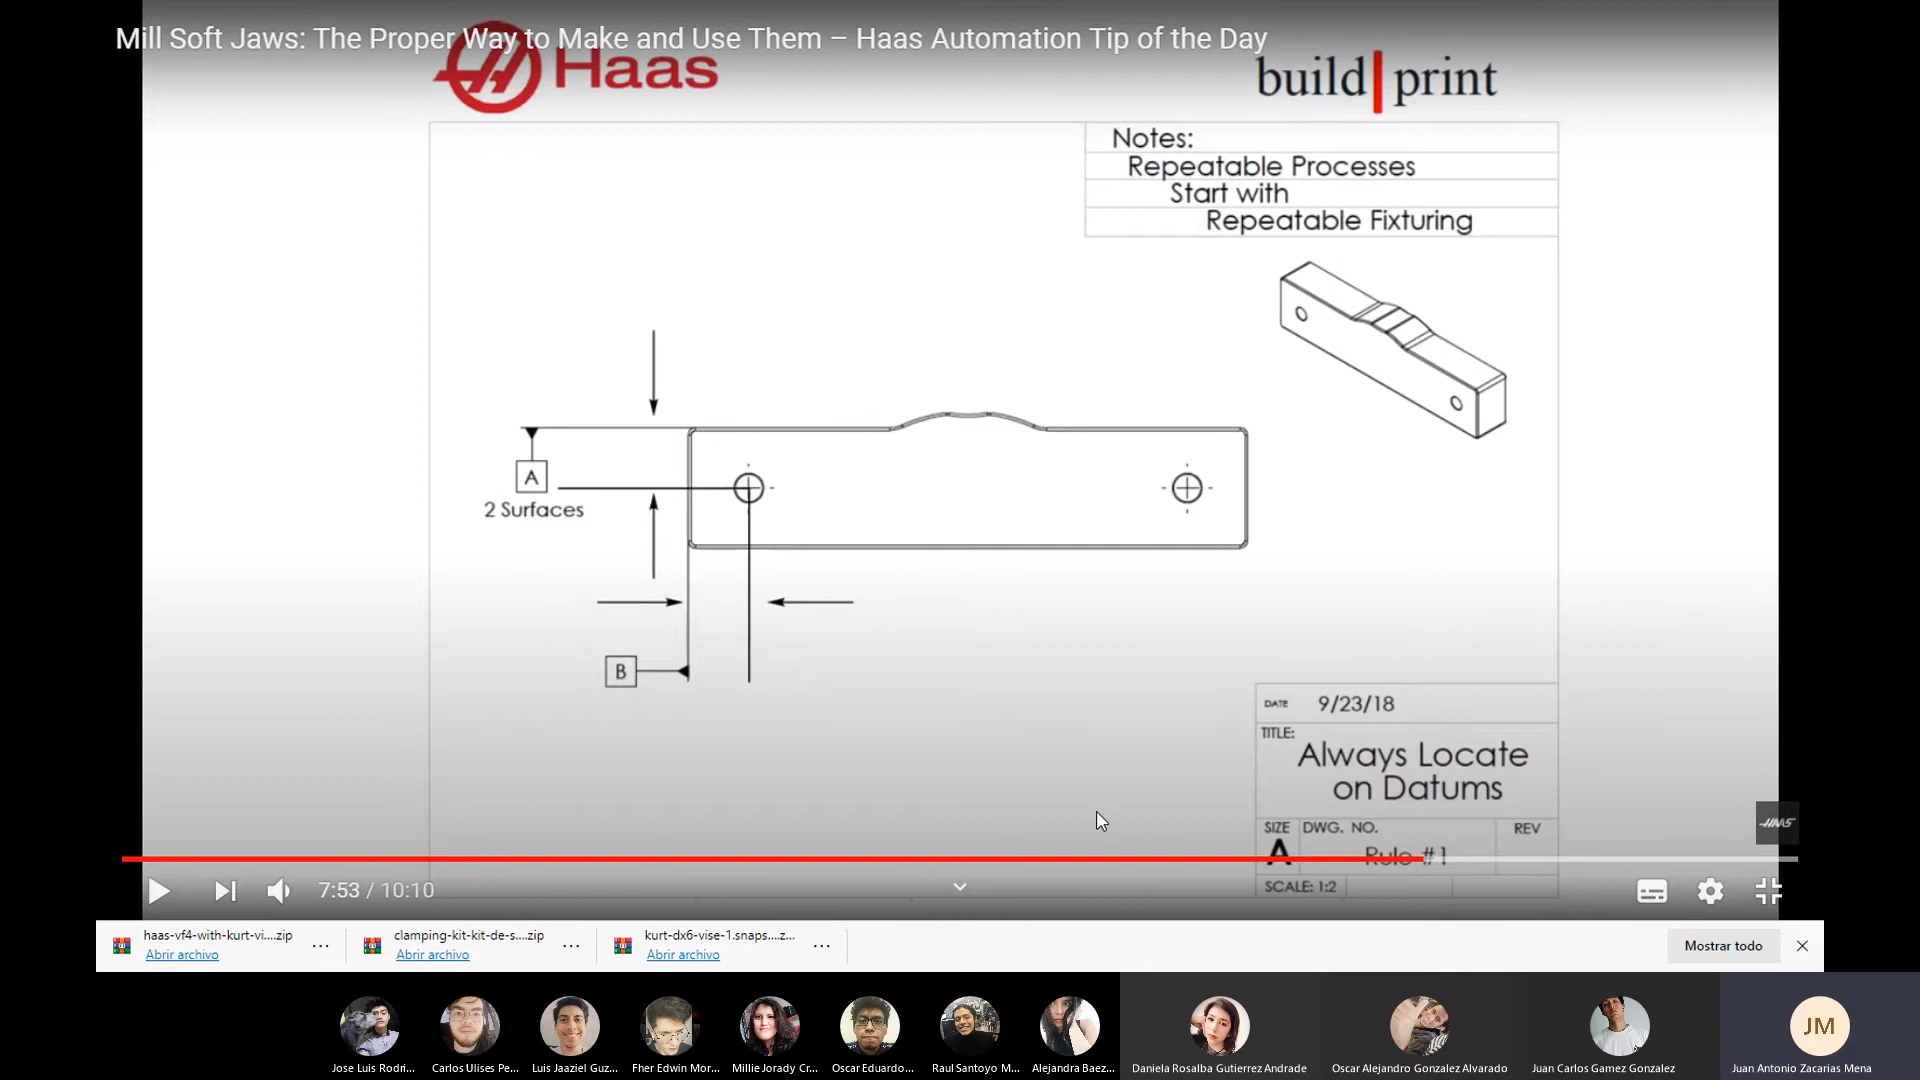 Mill Soft Jaws: The Proper Way to Make and Use Them – Haas Automation Tip of the Day
Haas
build|print
Notes:
Repeatable Processes
Start with
Repeatable Fixturing
A
2 Surfaces
B
DATE 9/23/18
TITLE:
Always Locate
on Datums
SIZE DWG. NO. REV
A Rule #1
SCALE: 1:2
HAAS
7:53 / 10:10
haas-vf4-with-kurt-vi....zip
Abrir archivo
clamping-kit-kit-de-s....zip
Abrir archivo
kurt-dx6-vise-1.snaps....z...
Abrir archivo
Mostrar todo
JM
Jose Luis Rodri...
Carlos Ulises Pe...
Luis Jaaziel Guz...
Fher Edwin Mor...
Millie Jorady Cr...
Oscar Eduardo...
Raul Santoyo M...
Alejandra Baez...
Daniela Rosalba Gutierrez Andrade
Oscar Alejandro Gonzalez Alvarado
Juan Carlos Gamez Gonzalez
Juan Antonio Zacarias Mena